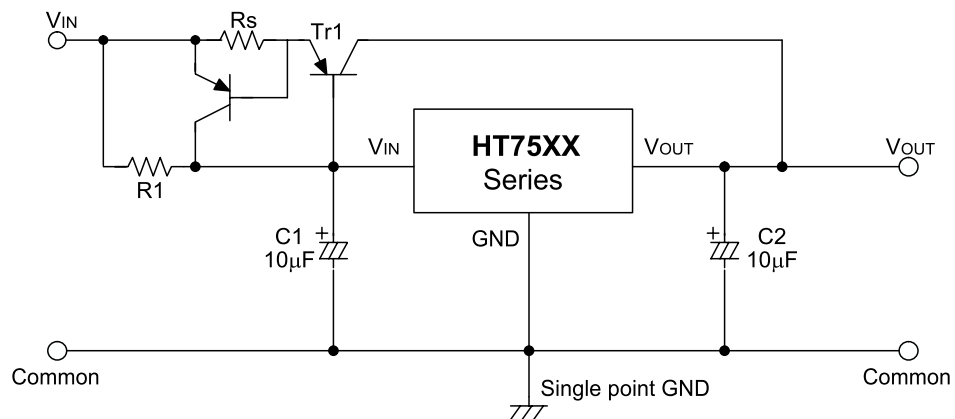 VIN
Rs
Tr1
R1
VIN
HT75XX
Series
VOUT
VOUT
GND
+
C1
10μF
+
C2
10μF
Common
Single point GND
Common